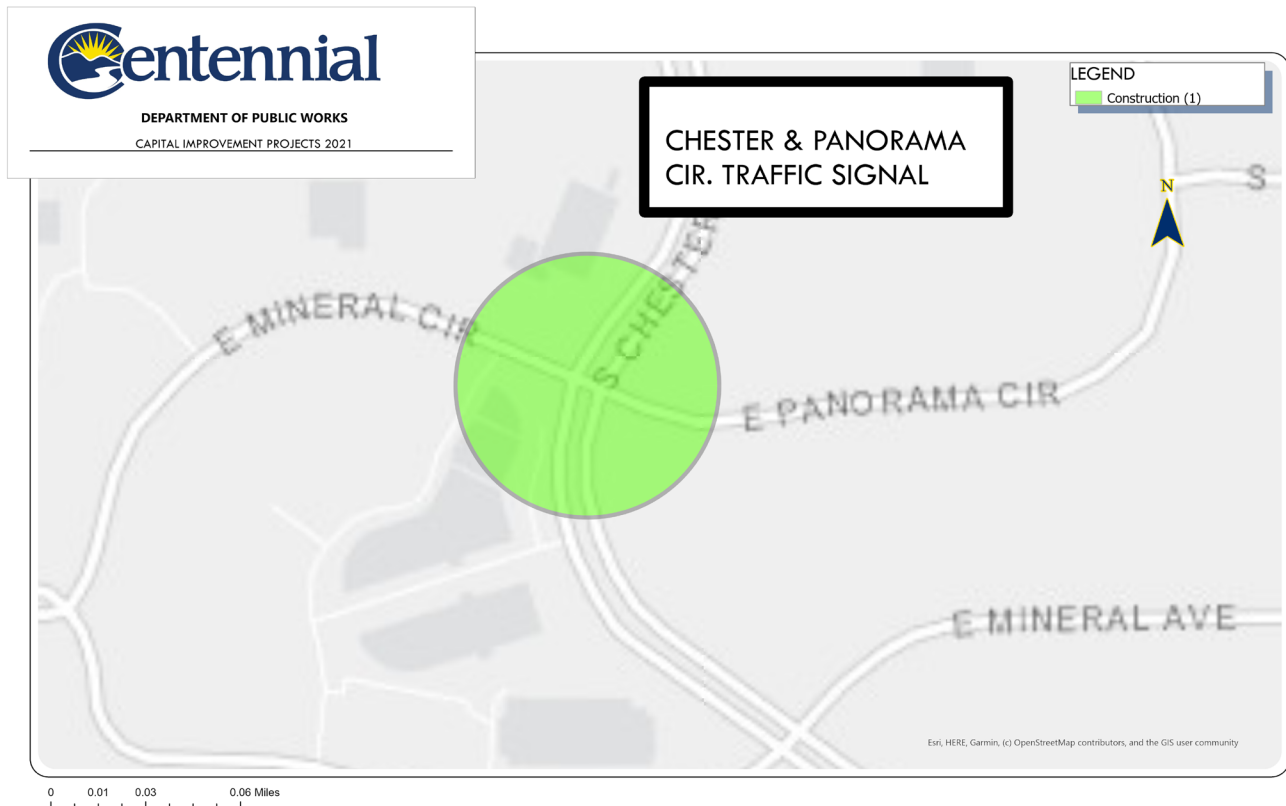 Centennial
DEPARTMENT OF PUBLIC WORKS
CAPITAL IMPROVEMENT PROJECTS 2021
CHESTER & PANORAMA
CIR. TRAFFIC SIGNAL
LEGEND
Construction (1)
N
S
S CHESTER
E MINERAL CIR
E PANORAMA CIR
E MINERAL AVE
Esri, HERE, Garmin, (c) OpenStreetMap contributors, and the GIS user community
0 0.01 0.03 0.06 Miles